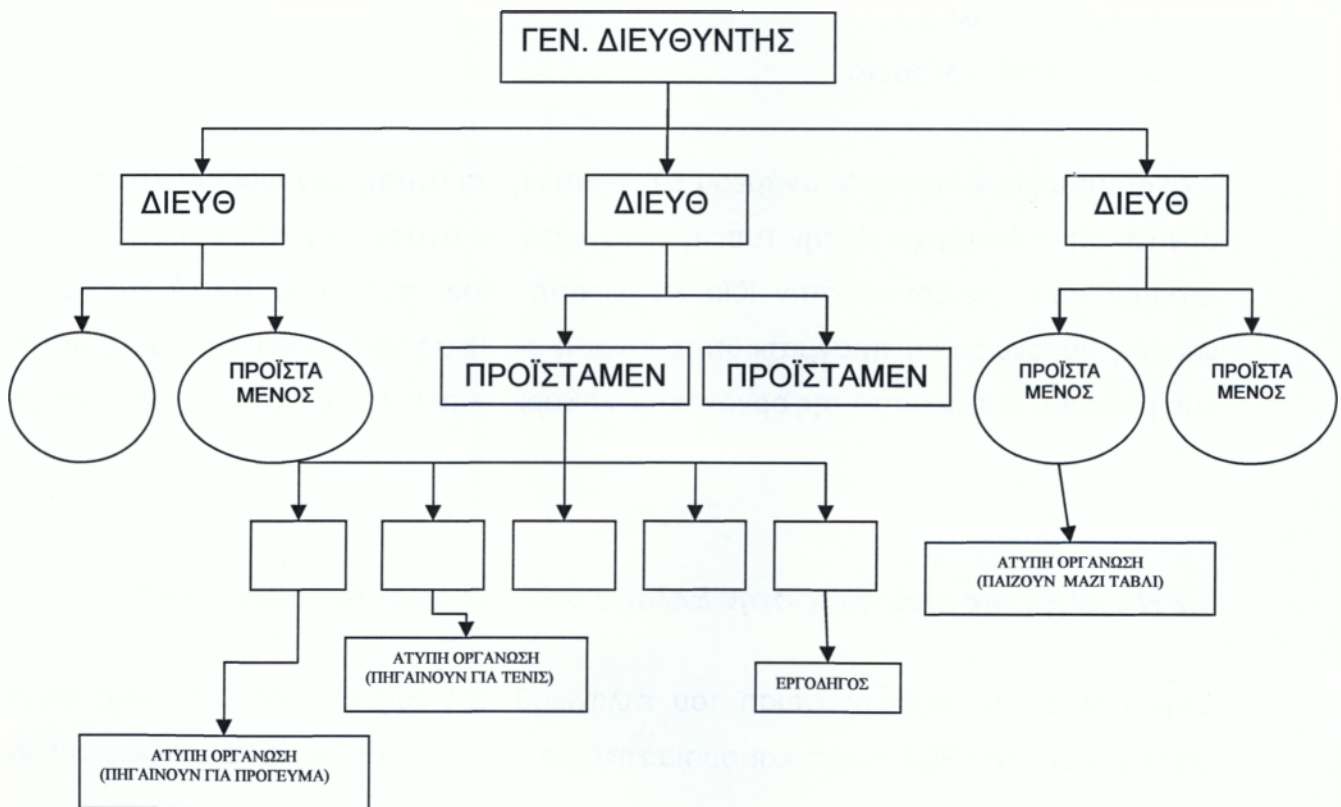 ΓΕΝ. ΔΙΕΥΘΥΝΤΗΣ
ΔΙΕΥΘ
ΔΙΕΥΘ
ΔΙΕΥΘ
ΠΡΟΪΣΤΑ
ΜΕΝΟΣ
ΠΡΟΪΣΤΑΜΕΝ
ΠΡΟΪΣΤΑΜΕΝ
ΠΡΟΪΣΤΑ
ΜΕΝΟΣ
ΠΡΟΪΣΤΑ
ΜΕΝΟΣ
ΑΤΥΠΗ ΟΡΓΑΝΩΣΗ
(ΠΑΙΖΟΥΝ ΜΑΖΙ ΤΑΒΛΙ)
ΑΤΥΠΗ ΟΡΓΑΝΩΣΗ
(ΠΗΓΑΙΝΟΥΝ ΓΙΑ ΤΕΝΙΣ)
ΕΡΓΟΔΗΓΟΣ
ΑΤΥΠΗ ΟΡΓΑΝΩΣΗ
(ΠΗΓΑΙΝΟΥΝ ΓΙΑ ΠΡΟΓΕΥΜΑ)